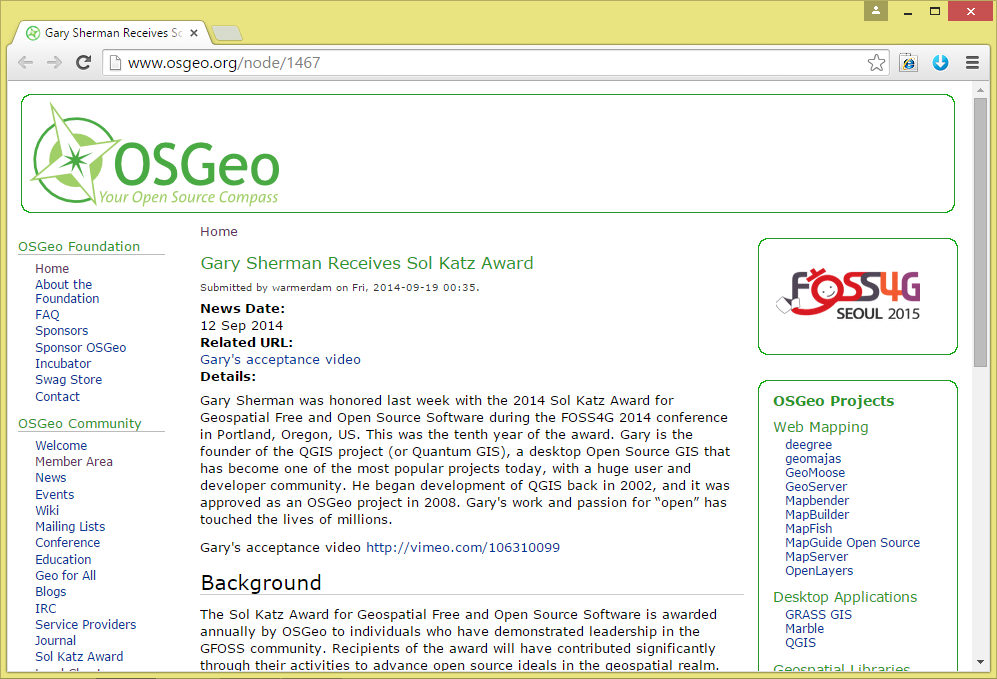 Gary Sherman Receives Sc
www.osgeo.org/node/1467
OSGeo
Your Open Source Compass
OSGeo Foundation
Home
About the
Foundation
FAQ
Sponsors
Sponsor OSGeo
Incubator
Swag Store
Contact
OSGeo Community
Welcome
Member Area
News
Events
Wiki
Mailing Lists
Conference
Education
Geo for All
Blogs
IRC
Service Providers
Journal
Sol Katz Award
Home
Gary Sherman Receives Sol Katz Award
Submitted by warmerdam on Fri, 2014-09-19 00:35.
News Date:
12 Sep 2014
Related URL:
Gary's acceptance video
Details:
Gary Sherman was honored last week with the 2014 Sol Katz Award for
Geospatial Free and Open Source Software during the FOSS4G 2014 conference
in Portland, Oregon, US. This was the tenth year of the award. Gary is the
founder of the QGIS project (or Quantum GIS), a desktop Open Source GIS that
has become one of the most popular projects today, with a huge user and
developer community. He began development of QGIS back in 2002, and it was
approved as an OSGeo project in 2008. Gary's work and passion for “open” has
touched the lives of millions.
Gary's acceptance video http://vimeo.com/106310099
Background
The Sol Katz Award for Geospatial Free and Open Source Software is awarded
annually by OSGeo to individuals who have demonstrated leadership in the
GFOSS community. Recipients of the award will have contributed significantly
through their activities to advance open source ideals in the geospatial realm.
FOSS4G
SEOUL 2015
OSGeo Projects
Web Mapping
deegree
geomajas
GeoMoose
GeoServer
Mapbender
MapBuilder
MapFish
MapGuide Open Source
MapServer
OpenLayers
Desktop Applications
GRASS GIS
Marble
QGIS
Geospatial Libraries